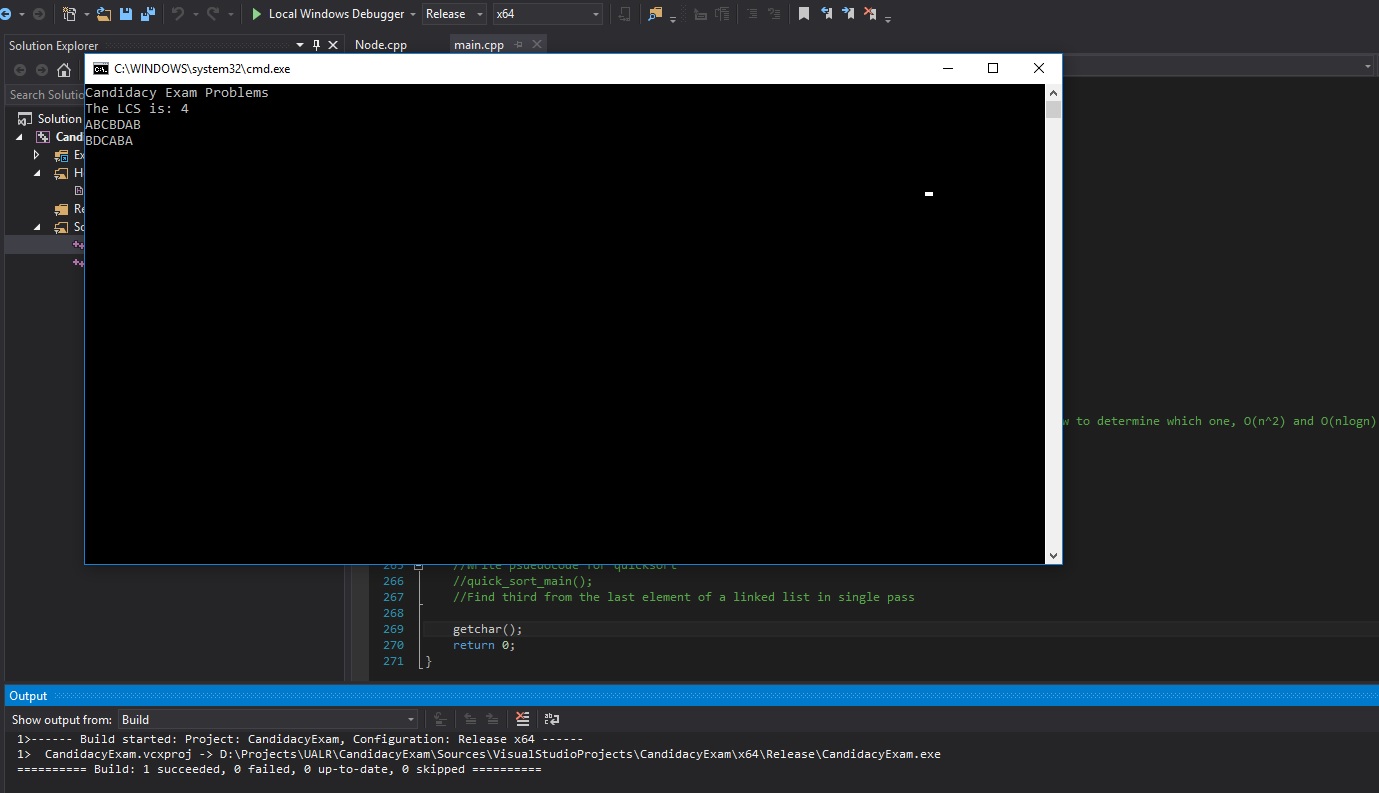 Local Windows Debugger Release x64
Solution Explorer
Node.cpp main.cpp
C:\WINDOWS\system32\cmd.exe
Search Solutio
Candidacy Exam Problems
The LCS is: 4
ABCBDAB
BDCABA
Solution
Cand
Ex
H
Re
So
w to determine which one, O(n^2) and O(nlogn)
265 //Write psuedocode for quicksort
266 //quick_sort_main();
267 //Find third from the last element of a linked list in single pass
268
269 getchar();
270 return 0;
271 }
Output
Show output from: Build
1>------ Build started: Project: CandidacyExam, Configuration: Release x64 ------
1>  CandidacyExam.vcxproj -> D:\Projects\UALR\CandidacyExam\Sources\VisualStudioProjects\CandidacyExam\x64\Release\CandidacyExam.exe
========== Build: 1 succeeded, 0 failed, 0 up-to-date, 0 skipped ==========